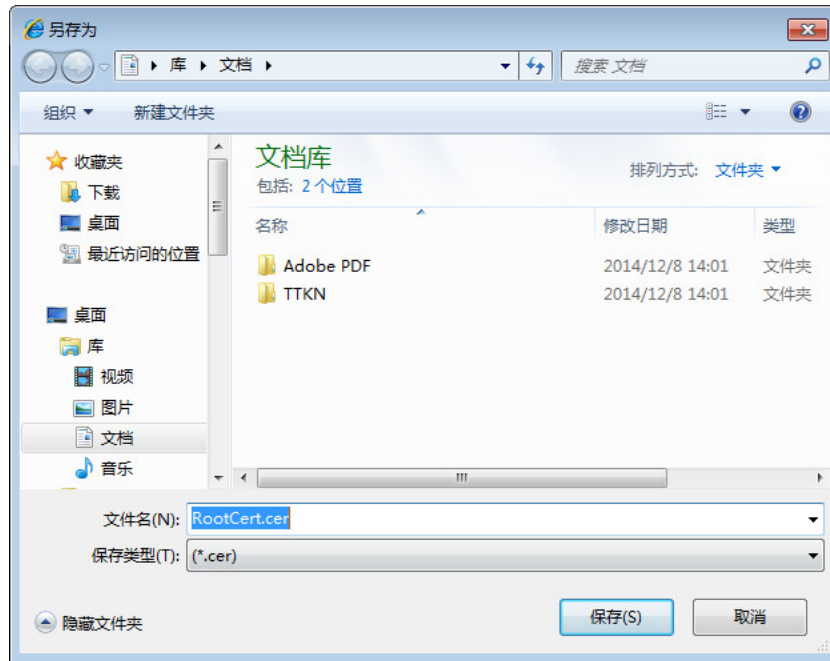 另存为
库 文档
搜索 文档
组织 新建文件夹
收藏夹
下载
桌面
最近访问的位置
桌面
库
视频
图片
文档
音乐
文档库
包括: 2 个位置
排列方式: 文件夹
名称 修改日期 类型
Adobe PDF 2014/12/8 14:01 文件夹
TTKN 2014/12/8 14:01 文件夹
文件名(N): RootCert.cer
保存类型(T): (*.cer)
隐藏文件夹 保存(S) 取消